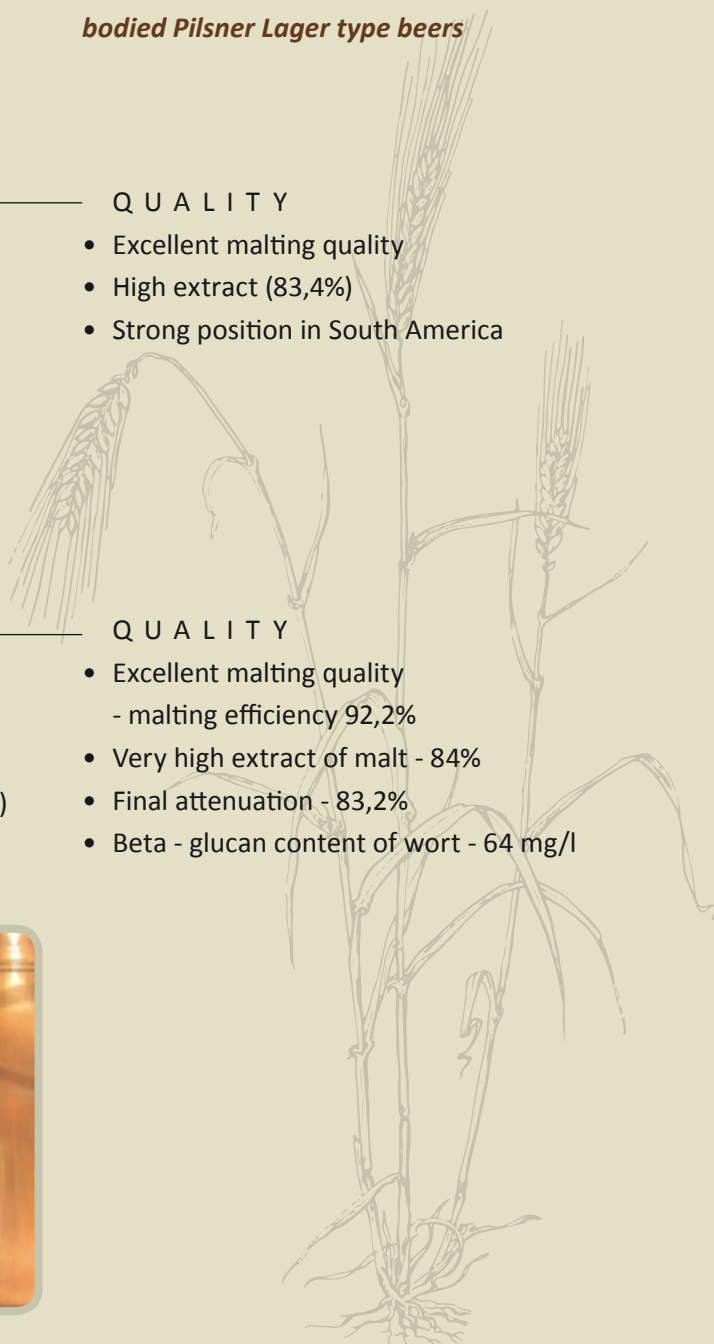 bodied Pilsner Lager type beers
QUALITY
• Excellent malting quality
• High extract (83,4%)
• Strong position in South America
QUALITY
• Excellent malting quality
- malting efficiency 92,2%
• Very high extract of malt - 84%
)
• Final attenuation - 83,2%
• Beta - glucan content of wort - 64 mg/l